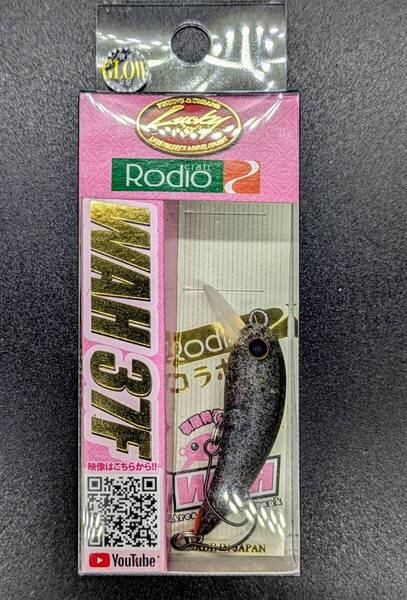 GLOW
Lucky
craft
Rodio
WAH 37F
Rodio
コラボ
映像はこちらから!!
YouTube
MADE IN JAPAN